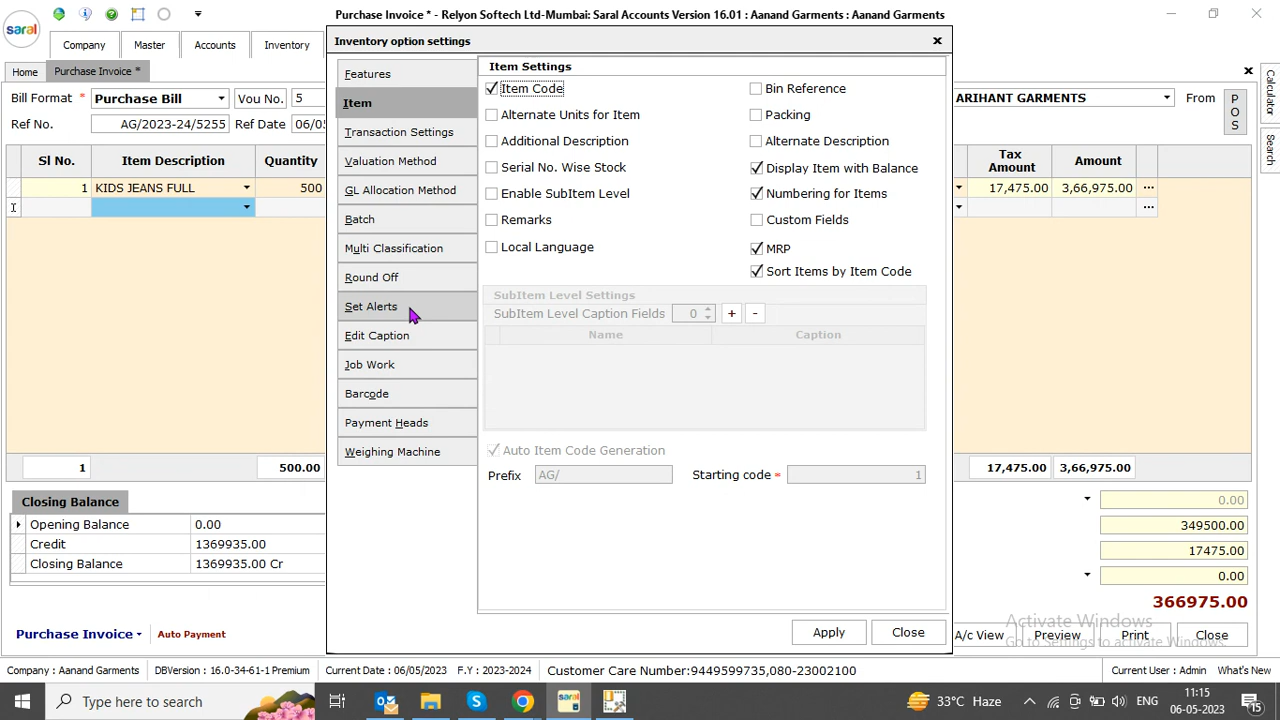 Purchase Invoice * - Relyon Softech Ltd-Mumbai: Saral Accounts Version 16.01 : Aanand Garments : Aanand Garments
saral
Company Master Accounts Inventory
Inventory option settings
Home Purchase Invoice *
Bill Format Purchase Bill Vou No. 5
ARIHANT GARMENTS From POS
Ref No. AG/2023-24/5255 Ref Date 06/05
Calculator
Search
Sl No. Item Description Quantity Tax Amount Amount
1 KIDS JEANS FULL 500 17,475.00 3,66,975.00
Features
Item
Transaction Settings
Valuation Method
GL Allocation Method
Batch
Multi Classification
Round Off
Set Alerts
Edit Caption
Job Work
Barcode
Payment Heads
Weighing Machine
Item Settings
Item Code Bin Reference
Alternate Units for Item Packing
Additional Description Alternate Description
Serial No. Wise Stock Display Item with Balance
Enable SubItem Level Numbering for Items
Remarks Custom Fields
Local Language MRP
Sort Items by Item Code
SubItem Level Settings
SubItem Level Caption Fields 0 + -
Name Caption
Auto Item Code Generation
Prefix AG/ Starting code * 1
Apply Close
1 500.00 17,475.00 3,66,975.00
Closing Balance
Opening Balance 0.00
Credit 1369935.00
Closing Balance 1369935.00 Cr
0.00
349500.00
17475.00
0.00
366975.00
Activate Windows
Go to Settings to activate Windows.
Purchase Invoice Auto Payment
A/c View Preview Print Close
Company : Aanand Garments DBVersion : 16.0-34-61-1 Premium Current Date : 06/05/2023 F.Y : 2023-2024 Customer Care Number:9449599735,080-23002100 Current User : Admin What's New
Type here to search
33°C Haze ENG 11:15 06-05-2023 15